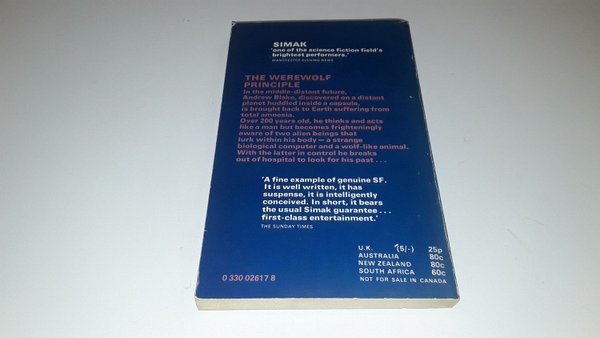 SIMAK
'one of the science fiction field's
brightest performers.'
MANCHESTER EVENING NEWS
THE WEREWOLF
PRINCIPLE
In the middle-distant future,
Andrew Blake, discovered on a distant
planet huddled inside a capsule,
is brought back to Earth suffering from
total amnesia.
Over 200 years old, he thinks and acts
like a man but becomes frighteningly
aware of two alien beings that
lurk within his body – a strange
biological computer and a wolf-like animal.
With the latter in control he breaks
out of hospital to look for his past . . .
'A fine example of genuine SF.
It is well written, it has
suspense, it is intelligently
conceived. In short, it bears
the usual Simak guarantee . . .
first-class entertainment.'
THE SUNDAY TIMES
U.K. (5/-) 25p
AUSTRALIA 80c
NEW ZEALAND 80c
SOUTH AFRICA 60c
NOT FOR SALE IN CANADA
0 330 02617 8